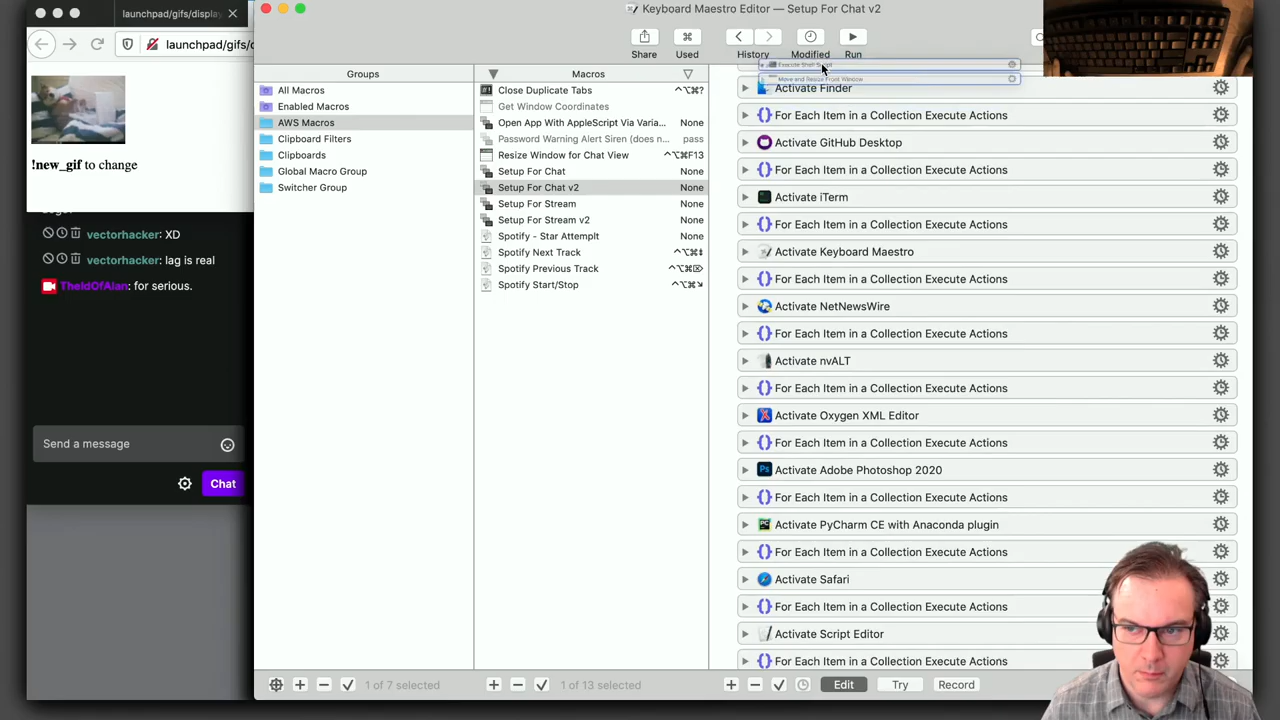 launchpad/gifs/displa
launchpad/gifs/d
!new_gif to change
vectorhacker: XD
vectorhacker: lag is real
TheIdOfAlan: for serious.
Send a message
Chat
Keyboard Maestro Editor — Setup For Chat v2
Share
Used
History
Modified
Run
Groups
All Macros
Enabled Macros
AWS Macros
Clipboard Filters
Clipboards
Global Macro Group
Switcher Group
Macros
Close Duplicate Tabs ^⌥⌘?
Get Window Coordinates
Open App With AppleScript Via Varia... None
Password Warning Alert Siren (does n... pass
Resize Window for Chat View ^⌥⌘F13
Setup For Chat None
Setup For Chat v2 None
Setup For Stream None
Setup For Stream v2 None
Spotify - Star AttempIt None
Spotify Next Track ^⌥⌘⇟
Spotify Previous Track ^⌥⌘⌦
Spotify Start/Stop ^⌥⌘↘
Execute Shell Script
Move and Resize Front Window
Activate Finder
For Each Item in a Collection Execute Actions
Activate GitHub Desktop
For Each Item in a Collection Execute Actions
Activate iTerm
For Each Item in a Collection Execute Actions
Activate Keyboard Maestro
For Each Item in a Collection Execute Actions
Activate NetNewsWire
For Each Item in a Collection Execute Actions
Activate nvALT
For Each Item in a Collection Execute Actions
Activate Oxygen XML Editor
For Each Item in a Collection Execute Actions
Activate Adobe Photoshop 2020
For Each Item in a Collection Execute Actions
Activate PyCharm CE with Anaconda plugin
For Each Item in a Collection Execute Actions
Activate Safari
For Each Item in a Collection Execute Actions
Activate Script Editor
For Each Item in a Collection Execute Actions
1 of 7 selected
1 of 13 selected
Edit
Try
Record